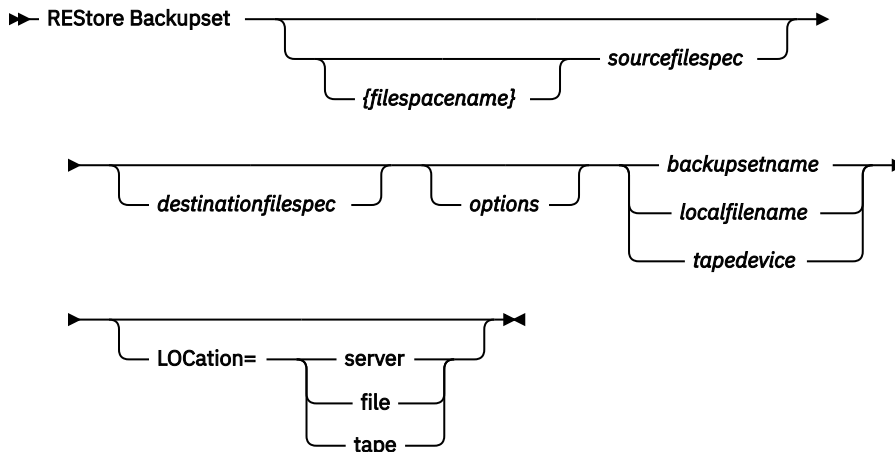 REStore Backupset
sourcefilespec
{filespacename}
backupsetname
destinationfilespec
options
localfilename
tapedevice
LOCation=
server
file
tape